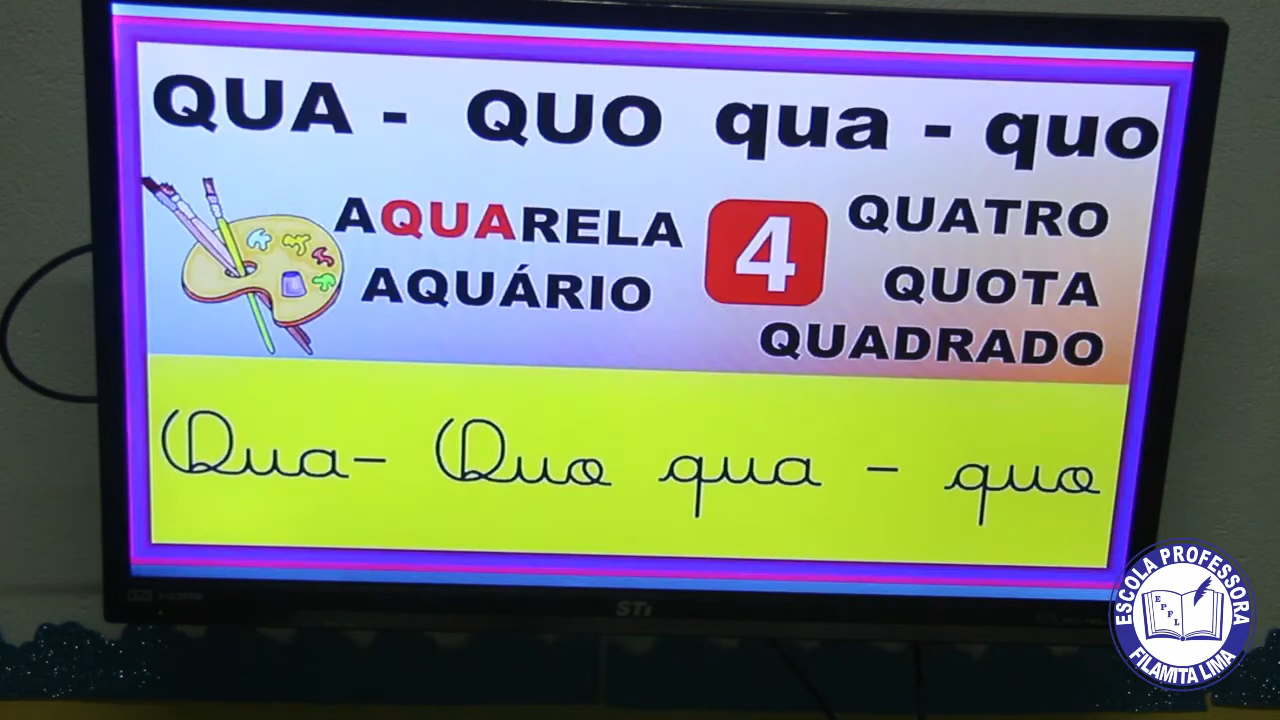 QUA - QUO qua - quo
AQUARELA
AQUÁRIO
4
QUATRO
QUOTA
QUADRADO
Qua- Quo qua - quo
STi
ESCOLA PROFESSORA
EPFL
FILAMITA LIMA